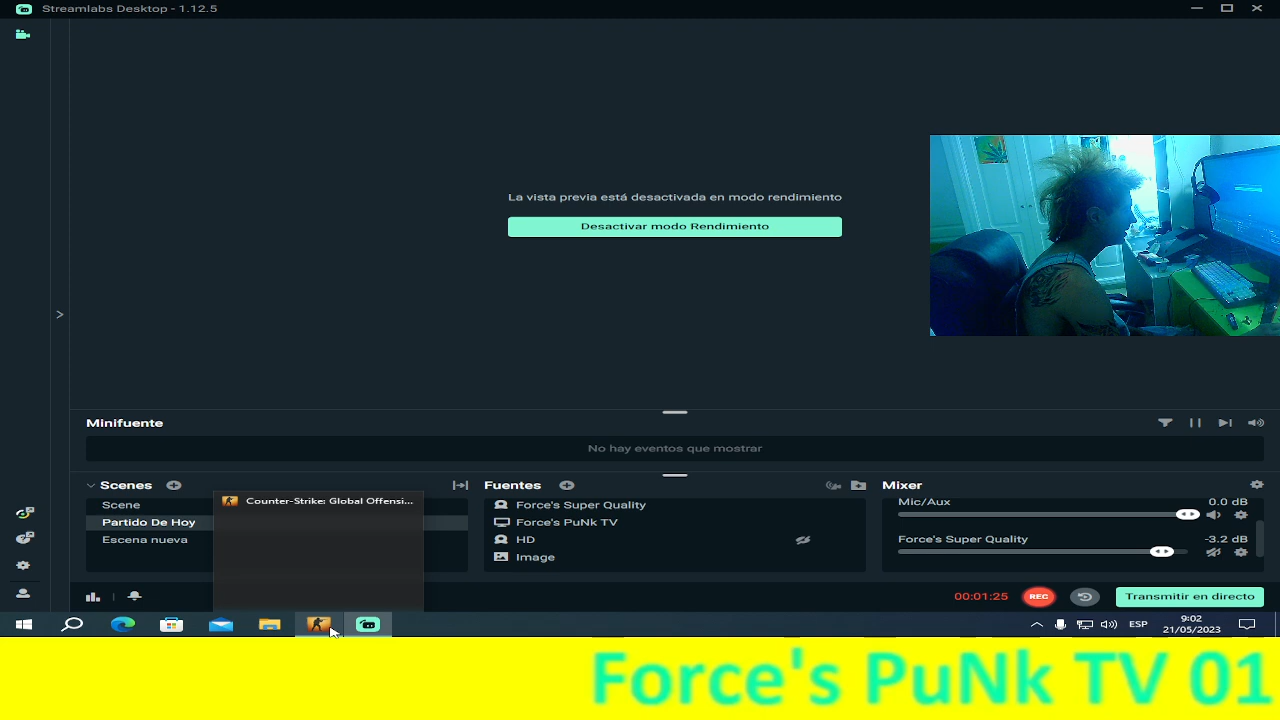 Streamlabs Desktop - 1.12.5
La vista previa está desactivada en modo rendimiento
Desactivar modo Rendimiento
Minifuente
No hay eventos que mostrar
Scenes
Scene
Partido De Hoy
Escena nueva
Counter-Strike: Global Offensi...
Fuentes
Force's Super Quality
Force's PuNk TV
HD
Image
Mixer
Mic/Aux 0.0 dB
Force's Super Quality -3.2 dB
00:01:25 REC Transmitir en directo
ESP
9:02
21/05/2023
Force's PuNk TV 01